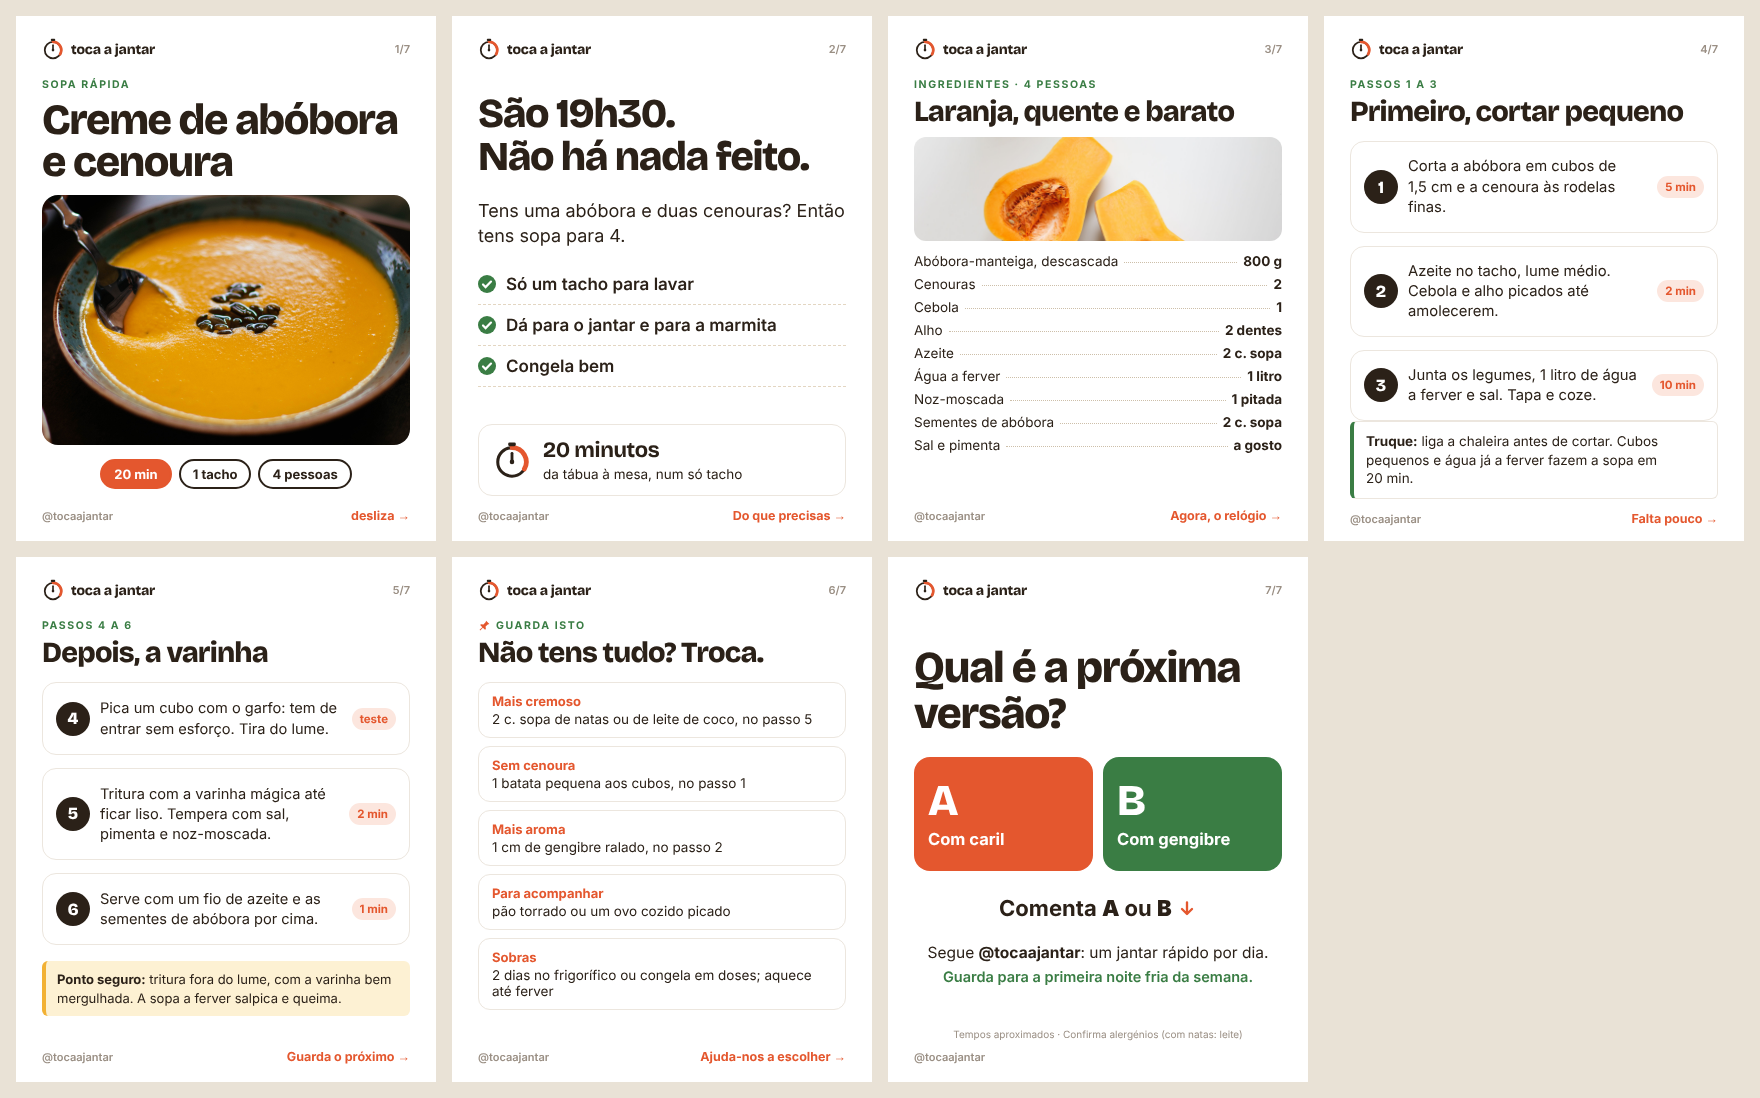 toca a jantar
1/7
SOPA RÁPIDA
Creme de abóbora
e cenoura
20 min
1 tacho
4 pessoas
@tocaajantar
desliza →
toca a jantar
2/7
São 19h30.
Não há nada feito.
Tens uma abóbora e duas cenouras? Então
tens sopa para 4.
Só um tacho para lavar
Dá para o jantar e para a marmita
Congela bem
20 minutos
da tábua à mesa, num só tacho
@tocaajantar
Do que precisas →
toca a jantar
3/7
INGREDIENTES · 4 PESSOAS
Laranja, quente e barato
Abóbora-manteiga, descascada 800 g
Cenouras 2
Cebola 1
Alho 2 dentes
Azeite 2 c. sopa
Água a ferver 1 litro
Noz-moscada 1 pitada
Sementes de abóbora 2 c. sopa
Sal e pimenta a gosto
@tocaajantar
Agora, o relógio →
toca a jantar
4/7
PASSOS 1 A 3
Primeiro, cortar pequeno
1
Corta a abóbora em cubos de
1,5 cm e a cenoura às rodelas
finas.
5 min
2
Azeite no tacho, lume médio.
Cebola e alho picados até
amolecerem.
2 min
3
Junta os legumes, 1 litro de água
a ferver e sal. Tapa e coze.
10 min
Truque: liga a chaleira antes de cortar. Cubos
pequenos e água já a ferver fazem a sopa em
20 min.
@tocaajantar
Falta pouco →
toca a jantar
5/7
PASSOS 4 A 6
Depois, a varinha
4
Pica um cubo com o garfo: tem de
entrar sem esforço. Tira do lume.
teste
5
Tritura com a varinha mágica até
ficar liso. Tempera com sal,
pimenta e noz-moscada.
2 min
6
Serve com um fio de azeite e as
sementes de abóbora por cima.
1 min
Ponto seguro: tritura fora do lume, com a varinha bem
mergulhada. A sopa a ferver salpica e queima.
@tocaajantar
Guarda o próximo →
toca a jantar
6/7
GUARDA ISTO
Não tens tudo? Troca.
Mais cremoso
2 c. sopa de natas ou de leite de coco, no passo 5
Sem cenoura
1 batata pequena aos cubos, no passo 1
Mais aroma
1 cm de gengibre ralado, no passo 2
Para acompanhar
pão torrado ou um ovo cozido picado
Sobras
2 dias no frigorífico ou congela em doses; aquece
até ferver
@tocaajantar
Ajuda-nos a escolher →
toca a jantar
7/7
Qual é a próxima
versão?
A
Com caril
B
Com gengibre
Comenta A ou B ↓
Segue @tocaajantar: um jantar rápido por dia.
Guarda para a primeira noite fria da semana.
Tempos aproximados · Confirma alergénios (com natas: leite)
@tocaajantar